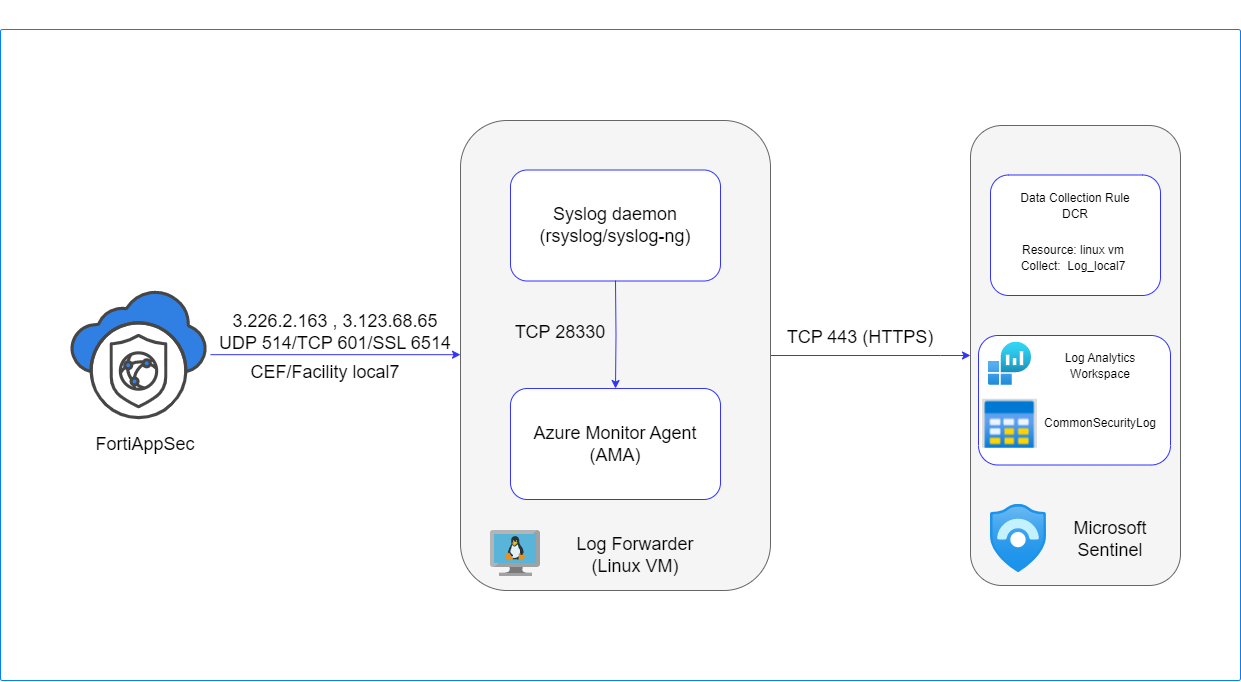 3.226.2.163 , 3.123.68.65
UDP 514/TCP 601/SSL 6514
CEF/Facility local7
FortiAppSec
Syslog daemon
(rsyslog/syslog-ng)
TCP 28330
Azure Monitor Agent
(AMA)
Log Forwarder
(Linux VM)
TCP 443 (HTTPS)
Data Collection Rule
DCR
Resource: linux vm
Collect: Log_local7
Log Analytics
Workspace
CommonSecurityLog
Microsoft
Sentinel